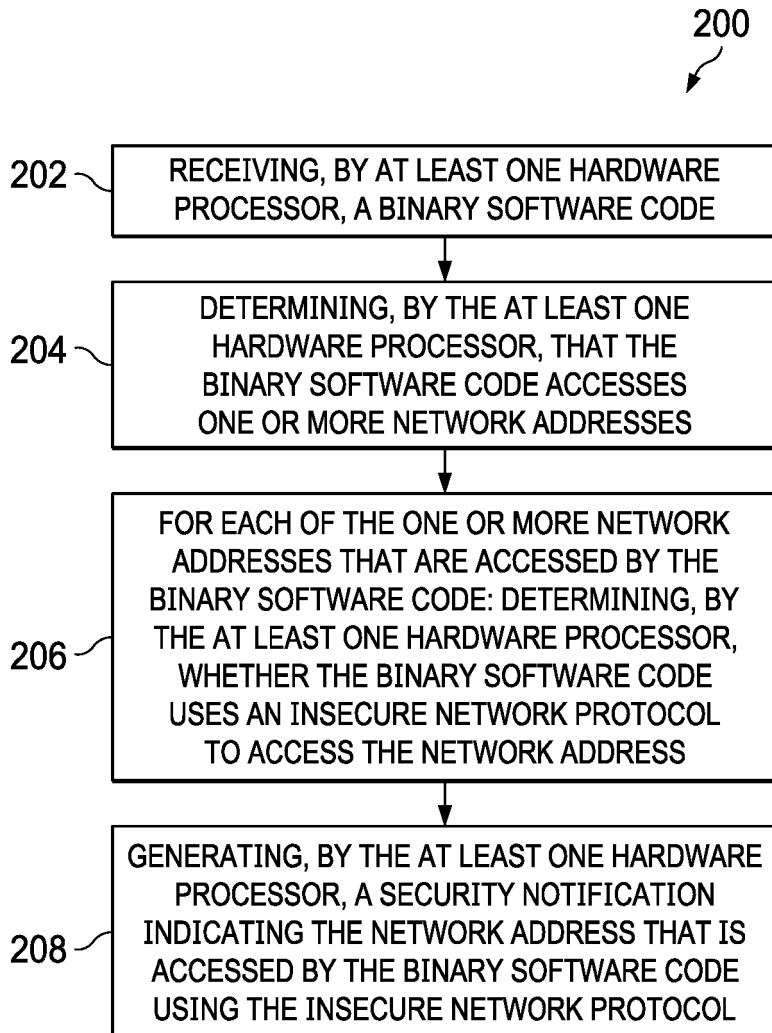 200
202
RECEIVING, BY AT LEAST ONE HARDWARE
PROCESSOR, A BINARY SOFTWARE CODE
204
DETERMINING, BY THE AT LEAST ONE
HARDWARE PROCESSOR, THAT THE
BINARY SOFTWARE CODE ACCESSES
ONE OR MORE NETWORK ADDRESSES
206
FOR EACH OF THE ONE OR MORE NETWORK
ADDRESSES THAT ARE ACCESSED BY THE
BINARY SOFTWARE CODE: DETERMINING, BY
THE AT LEAST ONE HARDWARE PROCESSOR,
WHETHER THE BINARY SOFTWARE CODE
USES AN INSECURE NETWORK PROTOCOL
TO ACCESS THE NETWORK ADDRESS
208
GENERATING, BY THE AT LEAST ONE HARDWARE
PROCESSOR, A SECURITY NOTIFICATION
INDICATING THE NETWORK ADDRESS THAT IS
ACCESSED BY THE BINARY SOFTWARE CODE
USING THE INSECURE NETWORK PROTOCOL